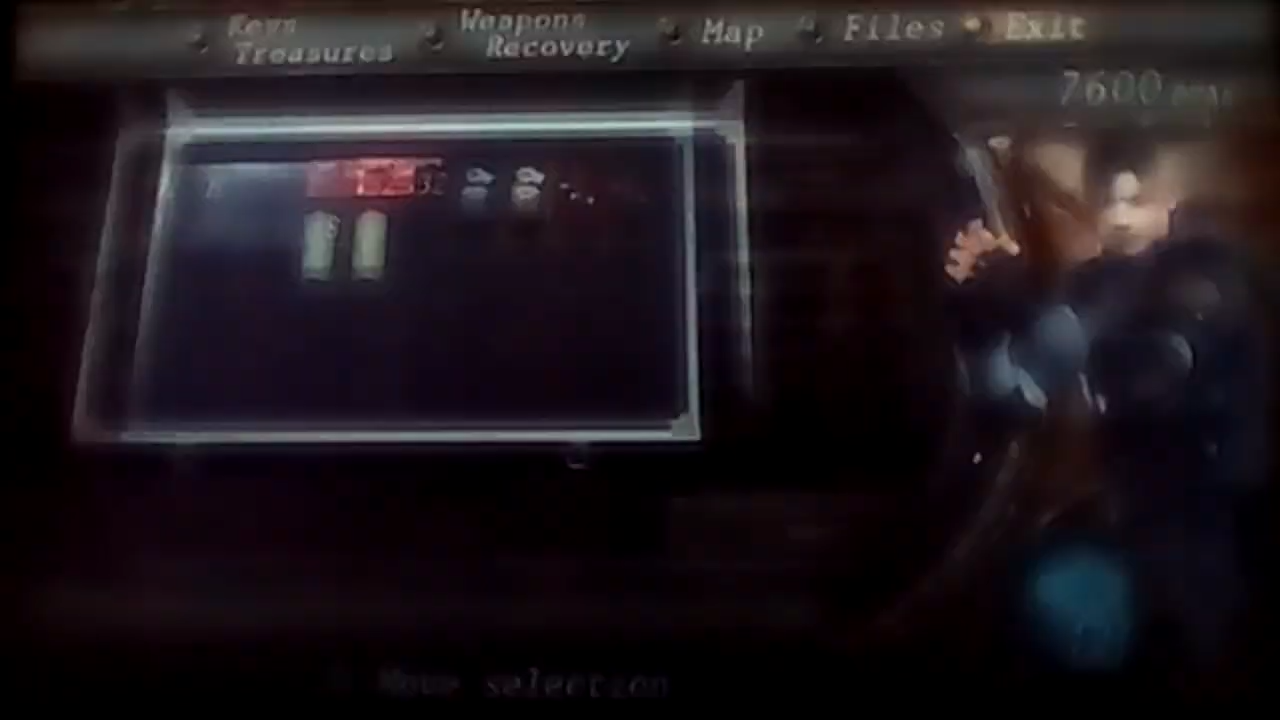 Keys
Treasures
Weapons
Recovery
Map
Files
Exit
7600
Move selection